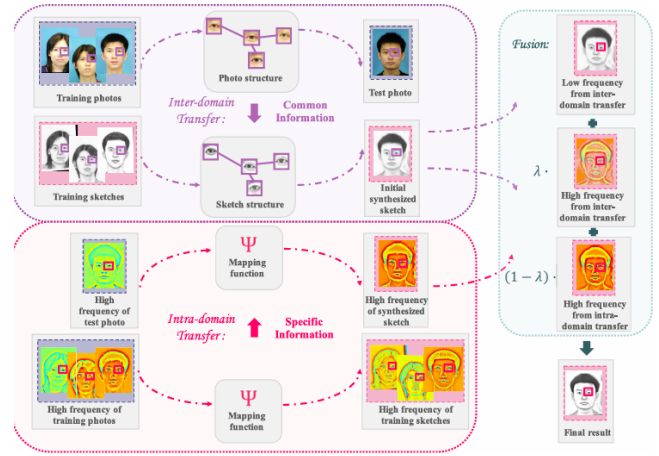 Training photos
Photo structure
Test photo
Inter-domain
Transfer :
Common
Information
Training sketches
Sketch structure
Initial
synthesized
sketch
Ψ
Mapping
function
High
frequency of
test photo
High frequency
of synthesized
sketch
Intra-domain
Transfer:
Specific
Information
High frequency of
training photos
Ψ
Mapping
function
High frequency of
training sketches
Fusion:
Low frequency
from inter-
domain transfer
λ ·
High frequency
from inter-domain
transfer
(1 − λ) ·
High frequency
from intra-domain
transfer
Final result